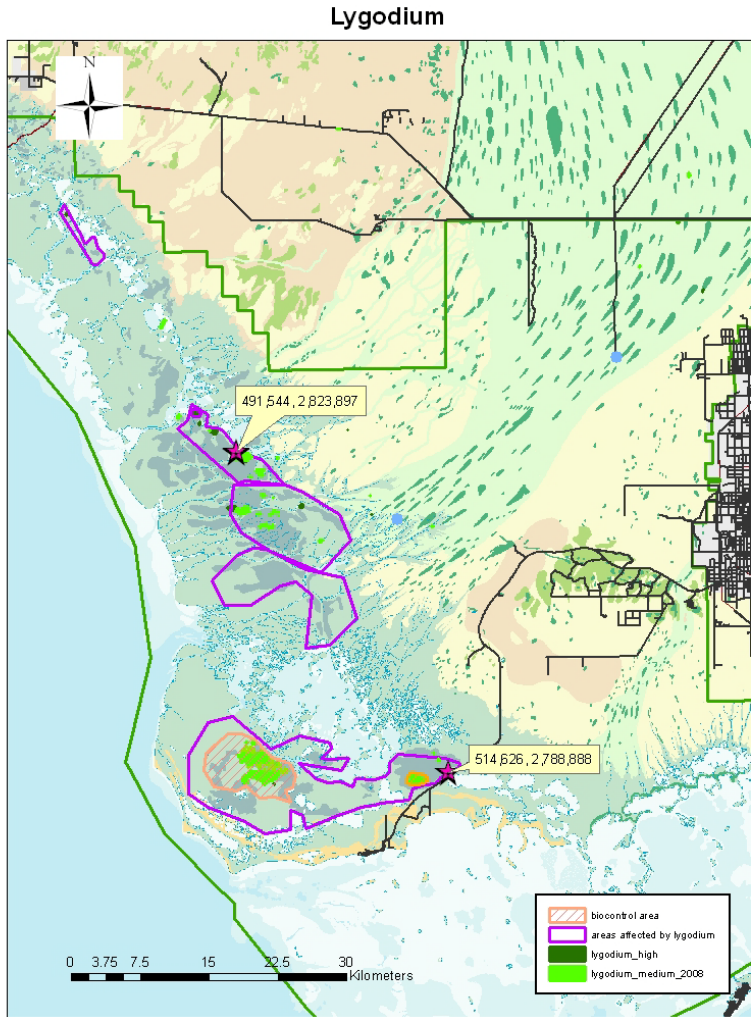 Lygodium
N
491,544 , 2,823,897
514,626 , 2,788,888
biocontrol area
areas affected by lygodium
lygodium_high
lygodium_medium_2008
0 3.75 7.5 15 22.5 30
Kilometers